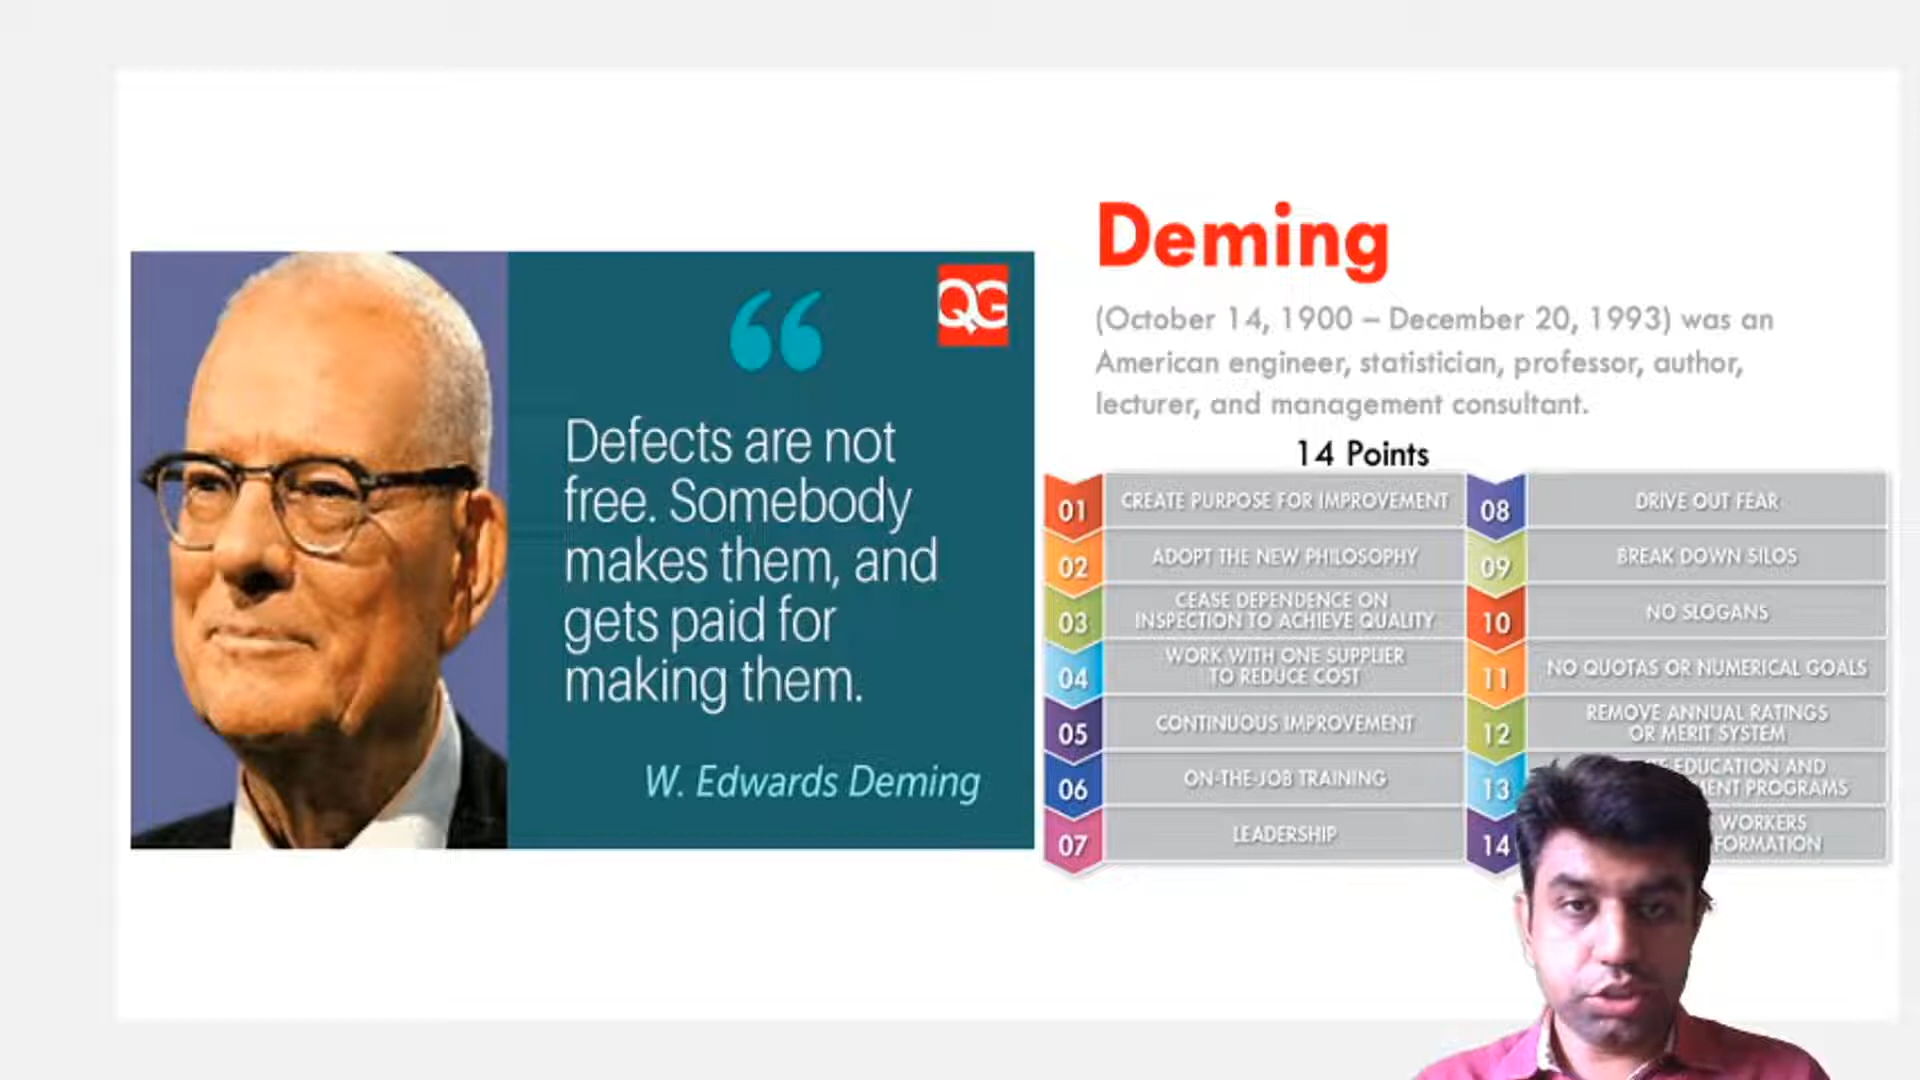 QG
“
Defects are not
free. Somebody
makes them, and
gets paid for
making them.
W. Edwards Deming
Deming
(October 14, 1900 – December 20, 1993) was an
American engineer, statistician, professor, author,
lecturer, and management consultant.
14 Points
01 CREATE PURPOSE FOR IMPROVEMENT
02 ADOPT THE NEW PHILOSOPHY
03 CEASE DEPENDENCE ON
INSPECTION TO ACHIEVE QUALITY
04 WORK WITH ONE SUPPLIER
TO REDUCE COST
05 CONTINUOUS IMPROVEMENT
06 ON-THE-JOB TRAINING
07 LEADERSHIP
08 DRIVE OUT FEAR
09 BREAK DOWN SILOS
10 NO SLOGANS
11 NO QUOTAS OR NUMERICAL GOALS
12 REMOVE ANNUAL RATINGS
OR MERIT SYSTEM
13 EDUCATION AND
PROGRAMS
14 WORKERS